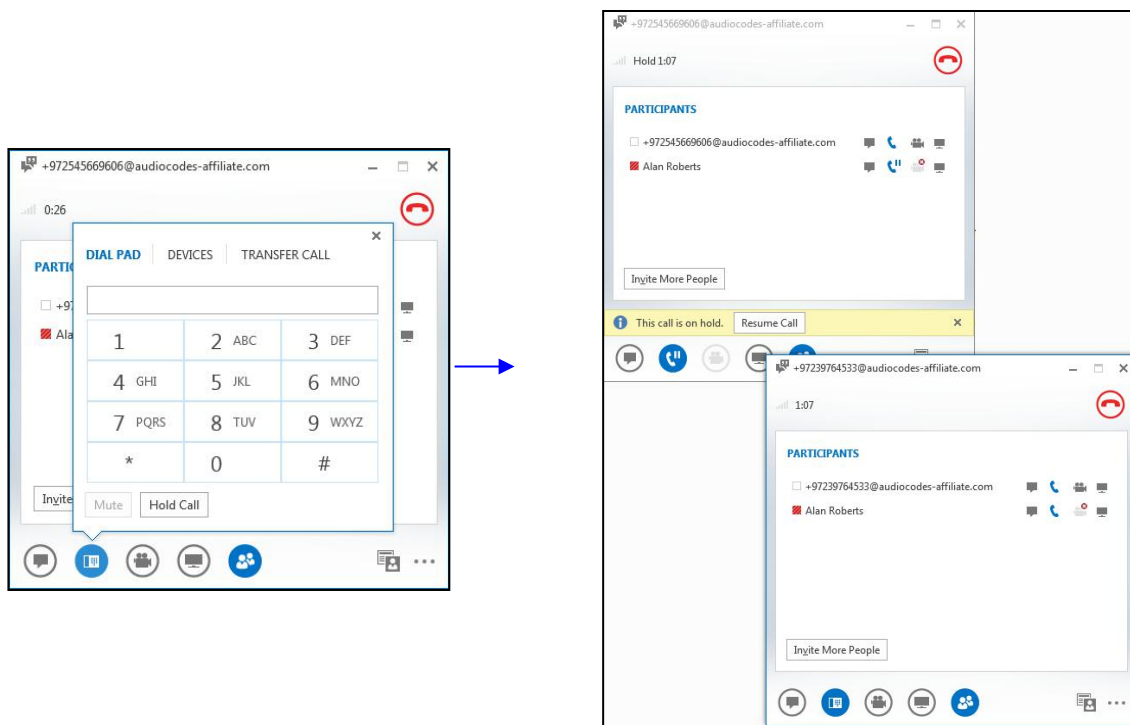 +972545669606@audiocodes-affiliate.com
0:26
DIAL PAD DEVICES TRANSFER CALL
PARTI
+97
Ala
1 2 ABC 3 DEF
4 GHI 5 JKL 6 MNO
7 PQRS 8 TUV 9 WXYZ
* 0 #
Invite
Mute Hold Call
+972545669606@audiocodes-affiliate.com
Hold 1:07
PARTICIPANTS
+972545669606@audiocodes-affiliate.com
Alan Roberts
Invite More People
This call is on hold. Resume Call
+97239764533@audiocodes-affiliate.com
1:07
PARTICIPANTS
+97239764533@audiocodes-affiliate.com
Alan Roberts
Invite More People